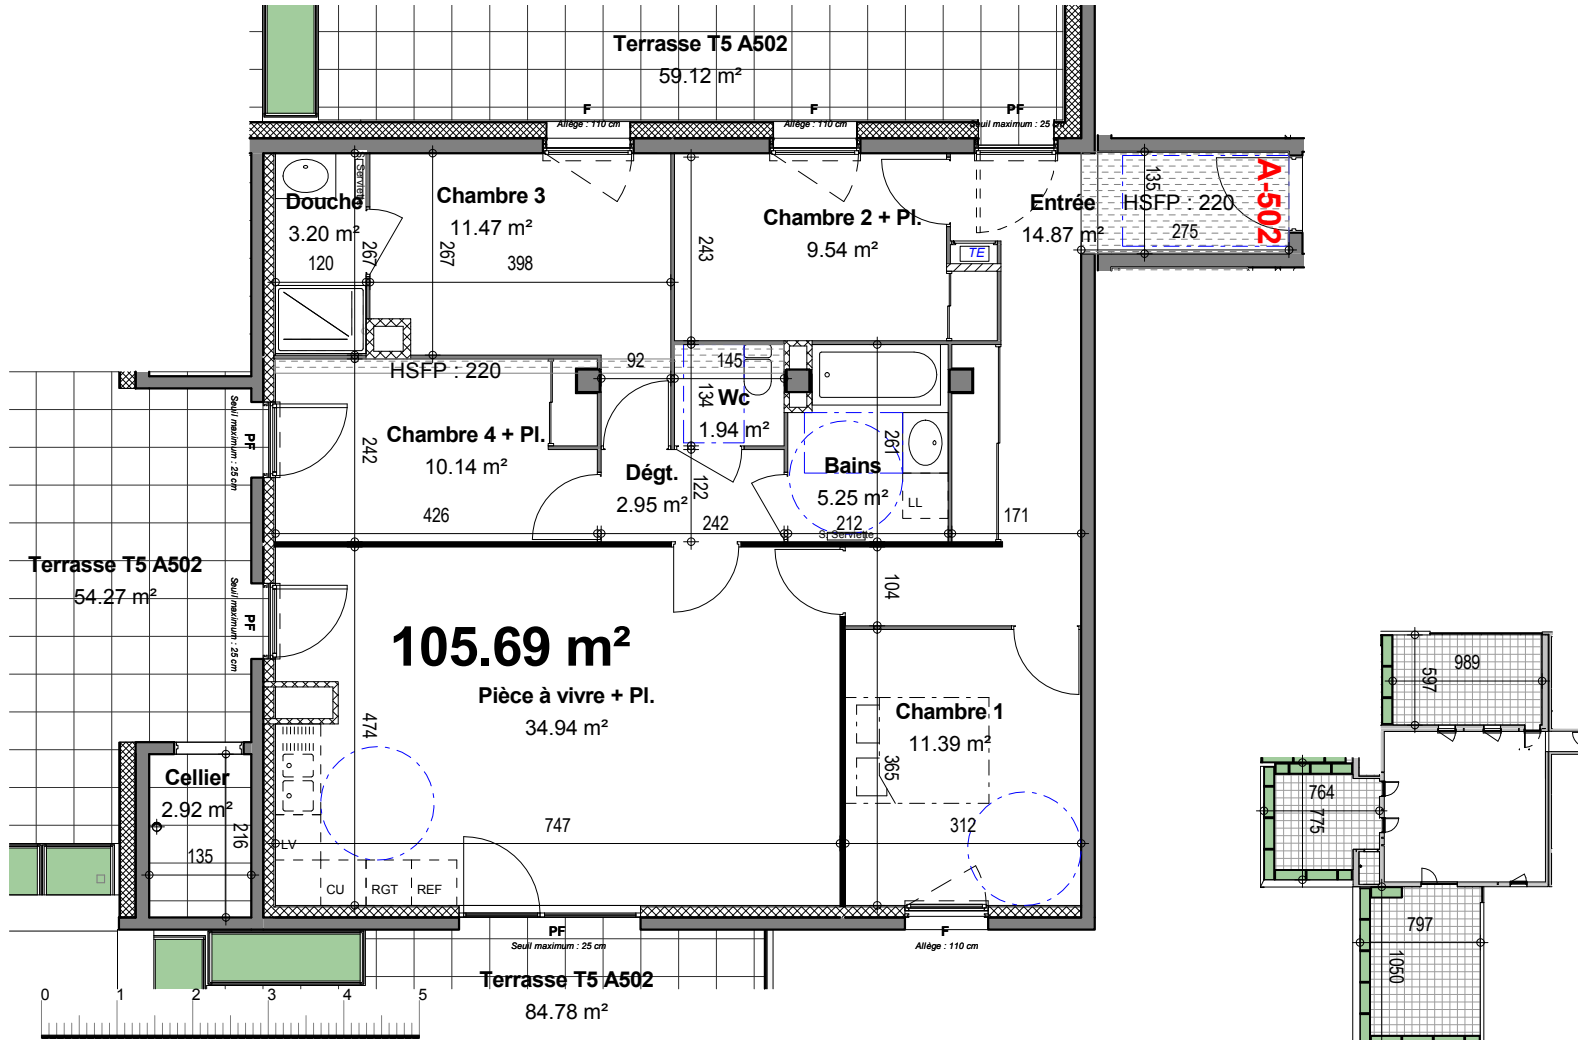 Terrasse T5 A502
59.12 m²
F
Allège : 110 cm
F
Allège : 110 cm
PF
Seuil maximum : 25 cm
Douche
3.20 m²
120
267
S. Serviette
Chambre 3
11.47 m²
398
267
Chambre 2 + Pl.
9.54 m²
243
Entrée
14.87 m²
TE
135
HSFP : 220
275
A-502
HSFP : 220
92
145
134
Wc
1.94 m²
Chambre 4 + Pl.
10.14 m²
242
426
Dégt.
2.95 m²
122
242
Bains
5.25 m²
261
LL
212
S. Serviette
171
PF
Seuil maximum : 25 cm
Terrasse T5 A502
54.27 m²
PF
Seuil maximum : 25 cm
105.69 m²
Pièce à vivre + Pl.
34.94 m²
474
747
104
Chambre 1
11.39 m²
365
312
Cellier
2.92 m²
216
135
LV
CU
RGT
REF
PF
Seuil maximum : 25 cm
F
Allège : 110 cm
Terrasse T5 A502
84.78 m²
0 1 2 3 4 5
989
597
764
775
797
1050